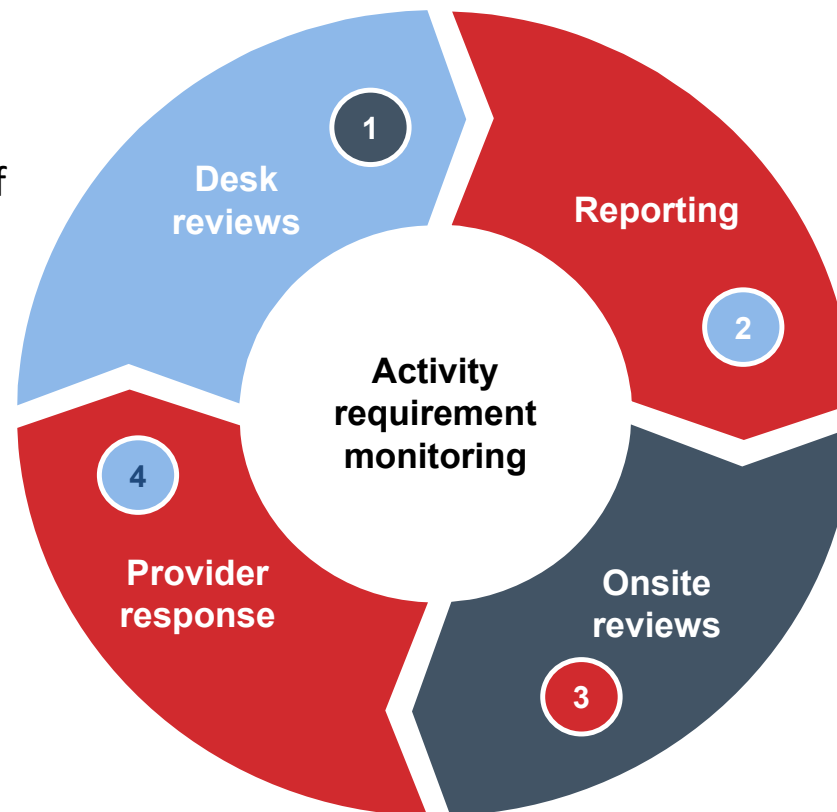 f
1
Desk
reviews
Reporting
2
Activity
requirement
monitoring
4
Provider
response
Onsite
reviews
3